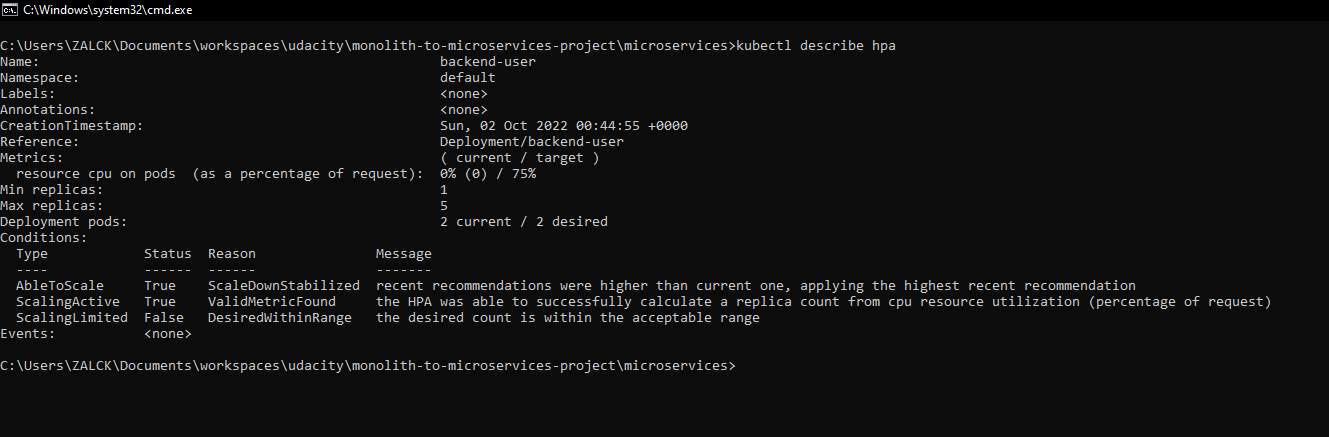 C:\Windows\system32\cmd.exe
C:\Users\ZALCK\Documents\workspaces\udacity\monolith-to-microservices-project\microservices>kubectl describe hpa
Name:                                                  backend-user
Namespace:                                             default
Labels:                                                <none>
Annotations:                                           <none>
CreationTimestamp:                                     Sun, 02 Oct 2022 00:44:55 +0000
Reference:                                             Deployment/backend-user
Metrics:                                               ( current / target )
  resource cpu on pods  (as a percentage of request):  0% (0) / 75%
Min replicas:                                          1
Max replicas:                                          5
Deployment pods:                                       2 current / 2 desired
Conditions:
  Type            Status  Reason              Message
  ----            ------  ------              -------
  AbleToScale     True    ScaleDownStabilized  recent recommendations were higher than current one, applying the highest recent recommendation
  ScalingActive   True    ValidMetricFound    the HPA was able to successfully calculate a replica count from cpu resource utilization (percentage of request)
  ScalingLimited  False   DesiredWithinRange  the desired count is within the acceptable range
Events:           <none>
C:\Users\ZALCK\Documents\workspaces\udacity\monolith-to-microservices-project\microservices>